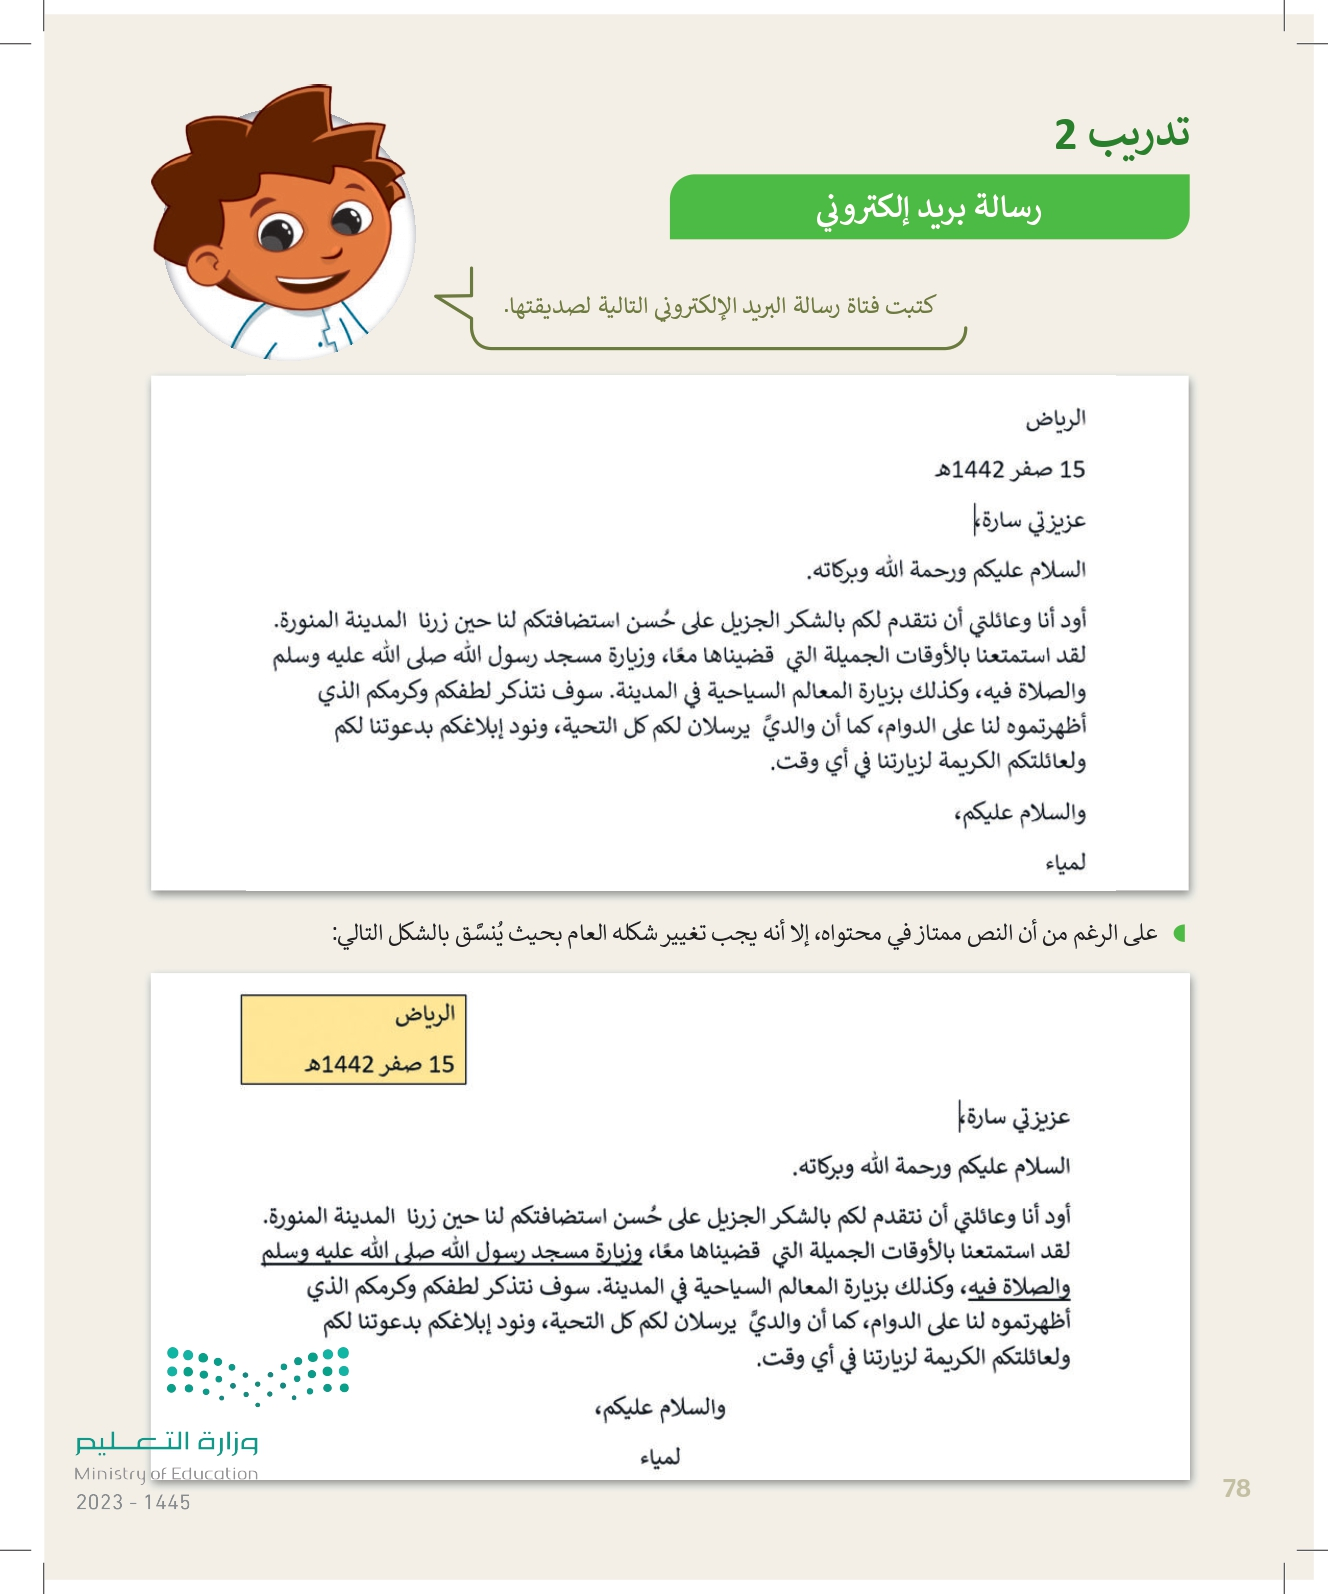 تدريب 2
رسالة بريد إلكتروني
كتبت فتاة رسالة البريد الإلكتروني التالية لصديقتها.
الرياض
15 صفر 1442هـ
عزيزتي سارة،
السلام عليكم ورحمة الله وبركاته.
أود أنا وعائلتي أن نتقدم لكم بالشكر الجزيل على حُسن استضافتكم لنا حين زرنا المدينة المنورة.
لقد استمتعنا بالأوقات الجميلة التي قضيناها معًا، وزيارة مسجد رسول الله صلى الله عليه وسلم
والصلاة فيه، وكذلك بزيارة المعالم السياحية في المدينة. سوف نتذكر لطفكم وكرمكم الذي
أظهرتموه لنا على الدوام، كما أن والديَّ يرسلان لكم كل التحية، ونود إبلاغكم بدعوتنا لكم
ولعائلتكم الكريمة لزيارتنا في أي وقت.
والسلام عليكم،
لمياء
على الرغم من أن النص ممتاز في محتواه، إلا أنه يجب تغيير شكله العام بحيث يُنسَّق بالشكل التالي:
الرياض
15 صفر 1442هـ
عزيزتي سارة،
السلام عليكم ورحمة الله وبركاته.
أود أنا وعائلتي أن نتقدم لكم بالشكر الجزيل على حُسن استضافتكم لنا حين زرنا المدينة المنورة.
لقد استمتعنا بالأوقات الجميلة التي قضيناها معًا، وزيارة مسجد رسول الله صلى الله عليه وسلم
والصلاة فيه، وكذلك بزيارة المعالم السياحية في المدينة. سوف نتذكر لطفكم وكرمكم الذي
أظهرتموه لنا على الدوام، كما أن والديَّ يرسلان لكم كل التحية، ونود إبلاغكم بدعوتنا لكم
ولعائلتكم الكريمة لزيارتنا في أي وقت.
والسلام عليكم،
لمياء
وزارة التعليم
Ministry of Education
2023 - 1445
78